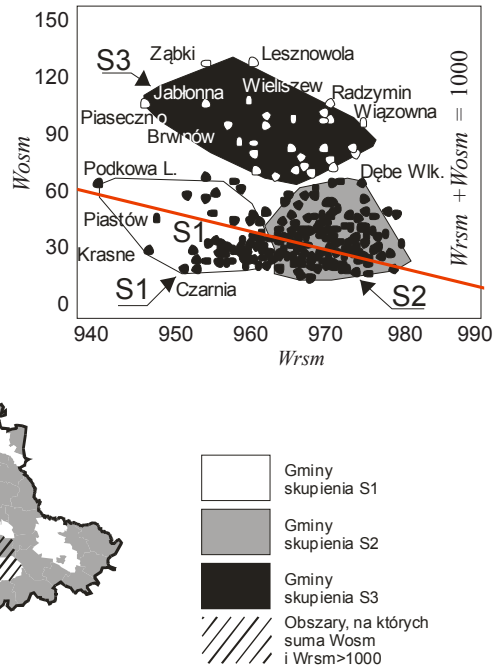 150
120
90
60
30
0
Wosm
S3
Ząbki
Lesznowola
Jabłonna
Wieliszew
Radzymin
Piaseczno
Wiązowna
Brwinów
Podkowa L.
Dębe Wlk.
Piastów
S1
Krasne
S1
Czarnia
S2
Wrsm + Wosm = 1000
940
950
960
970
980
990
Wrsm
Gminy
skupienia S1
Gminy
skupienia S2
Gminy
skupienia S3
Obszary, na których
suma Wosm
i Wrsm>1000